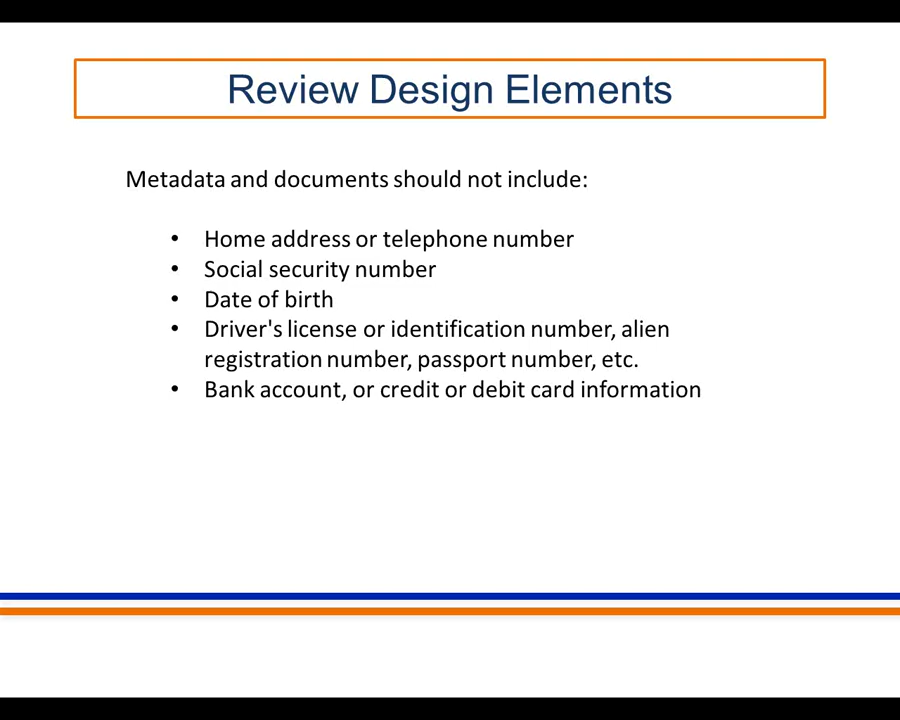 Review Design Elements
Metadata and documents should not include:
• Home address or telephone number
• Social security number
• Date of birth
• Driver's license or identification number, alien
registration number, passport number, etc.
• Bank account, or credit or debit card information